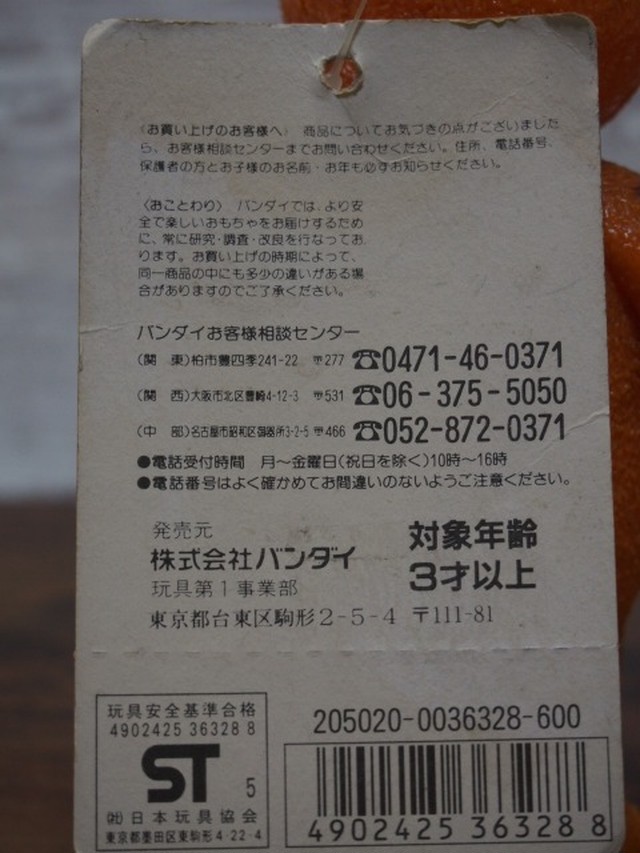 〈お買い上げのお客様へ〉 商品についてお気づきの点がございました
ら、お客様相談センターまでお問い合わせください。住所、電話番号、
保護者の方とお子様のお名前・お年も必ずお知らせください。
〈おことわり〉 バンダイでは、より安
全で楽しいおもちゃをお届けするため
に、常に研究・調査・改良を行なってお
ります。お買い上げの時期によって、
同一商品の中にも多少の違いがある場
合がありますのでご了承ください。
バンダイお客様相談センター
(関 東)柏市豊四季241-22 〒277 ☎0471-46-0371
(関 西)大阪市北区豊崎4-12-3 〒531 ☎06-375-5050
(中 部)名古屋市昭和区御器所3-2-5 〒466 ☎052-872-0371
●電話受付時間 月〜金曜日(祝日を除く)10時〜16時
●電話番号はよく確かめてお間違いのないようご注意ください。
発売元
株式会社バンダイ
玩具第1事業部
東京都台東区駒形2-5-4 〒111-81
対象年齢
3才以上
玩具安全基準合格
4902425 36328 8
ST 5
㈳日本玩具協会
東京都墨田区東駒形4-22-4
205020-0036328-600
4902425 363288